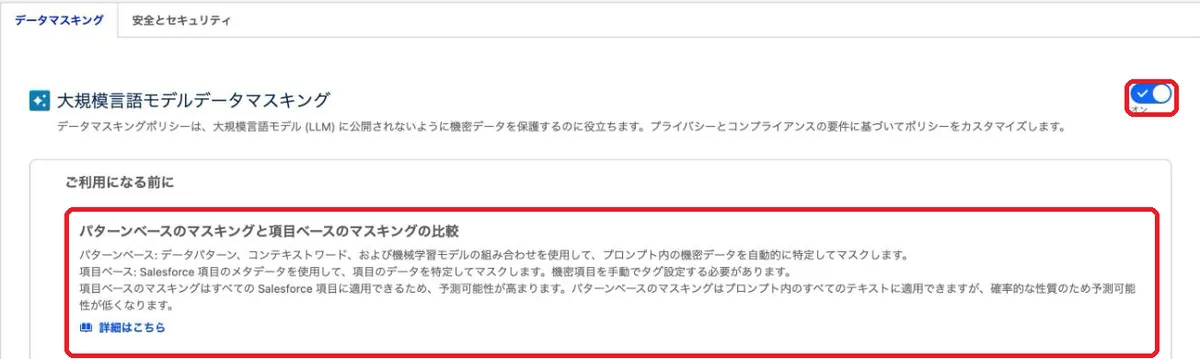 データマスキング 安全とセキュリティ
大規模言語モデルデータマスキング
オン
データマスキングポリシーは、大規模言語モデル (LLM) に公開されないように機密データを保護するのに役立ちます。プライバシーとコンプライアンスの要件に基づいてポリシーをカスタマイズします。
ご利用になる前に
パターンベースのマスキングと項目ベースのマスキングの比較
パターンベース: データパターン、コンテキストワード、および機械学習モデルの組み合わせを使用して、プロンプト内の機密データを自動的に特定してマスクします。
項目ベース: Salesforce 項目のメタデータを使用して、項目のデータを特定してマスクします。機密項目を手動でタグ設定する必要があります。
項目ベースのマスキングはすべての Salesforce 項目に適用できるため、予測可能性が高まります。パターンベースのマスキングはプロンプト内のすべてのテキストに適用できますが、確率的な性質のため予測可能
性が低くなります。
詳細はこちら